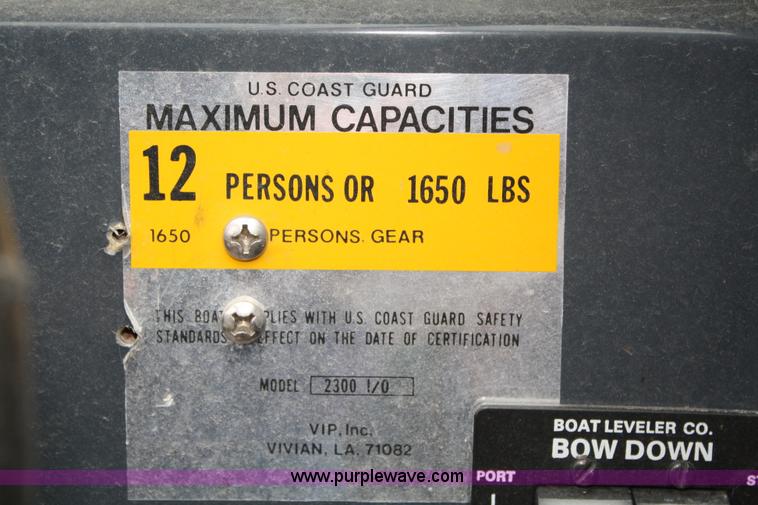 U.S. COAST GUARD
MAXIMUM CAPACITIES
12 PERSONS OR 1650 LBS
1650 PERSONS. GEAR
THIS BOAT WITH U.S. COAST GUARD SAFETY
STANDARDS EFFECT ON THE DATE OF CERTIFICATION
MODEL 2300 I/O
VIP, Inc.
VIVIAN, LA. 71082
BOAT LEVELER CO.
BOW DOWN
PORT
www.purplewave.com